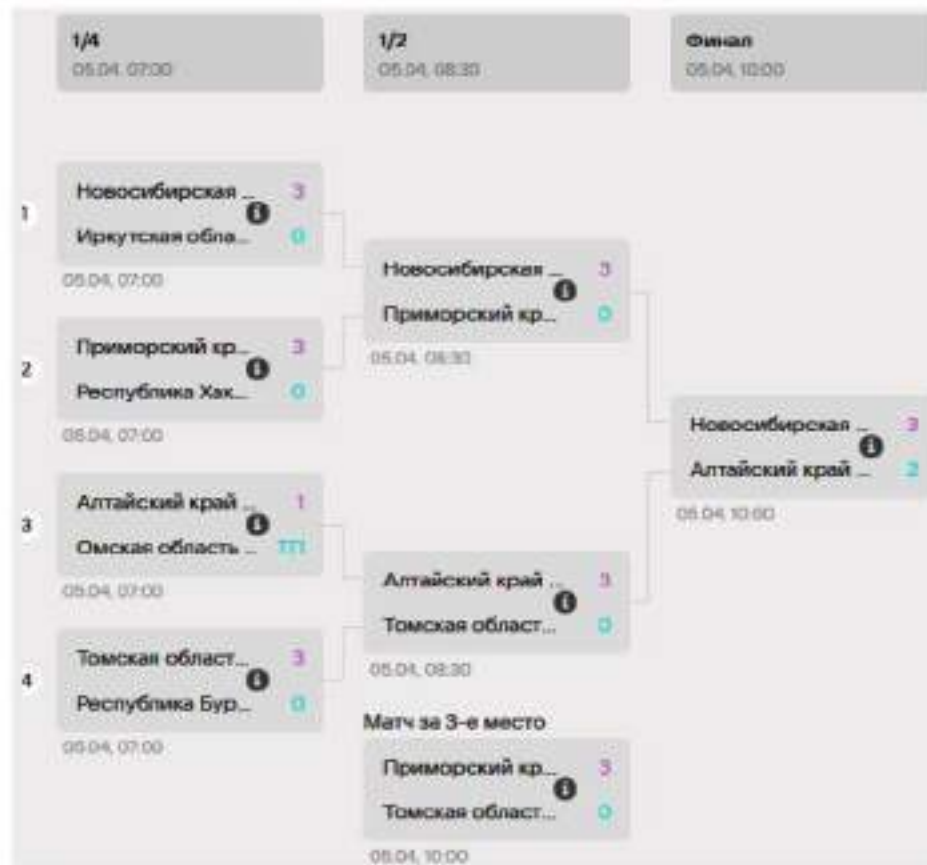 1/4
05.04, 07:00
1/2
05.04, 08:30
Финал
05.04, 10:00
1
Новосибирская ... 3
Иркутская обла... 0
05.04, 07:00
2
Приморский кр... 3
Республика Хак... 0
05.04, 07:00
3
Алтайский край ... 1
Омская область ... ТП
05.04, 07:00
4
Томская област... 3
Республика Бур... 0
05.04, 07:00
Новосибирская ... 3
Приморский кр... 0
05.04, 08:30
Алтайский край ... 3
Томская област... 0
05.04, 08:30
Матч за 3-е место
Приморский кр... 3
Томская област... 0
05.04, 10:00
Новосибирская ... 3
Алтайский край ... 2
05.04, 10:00